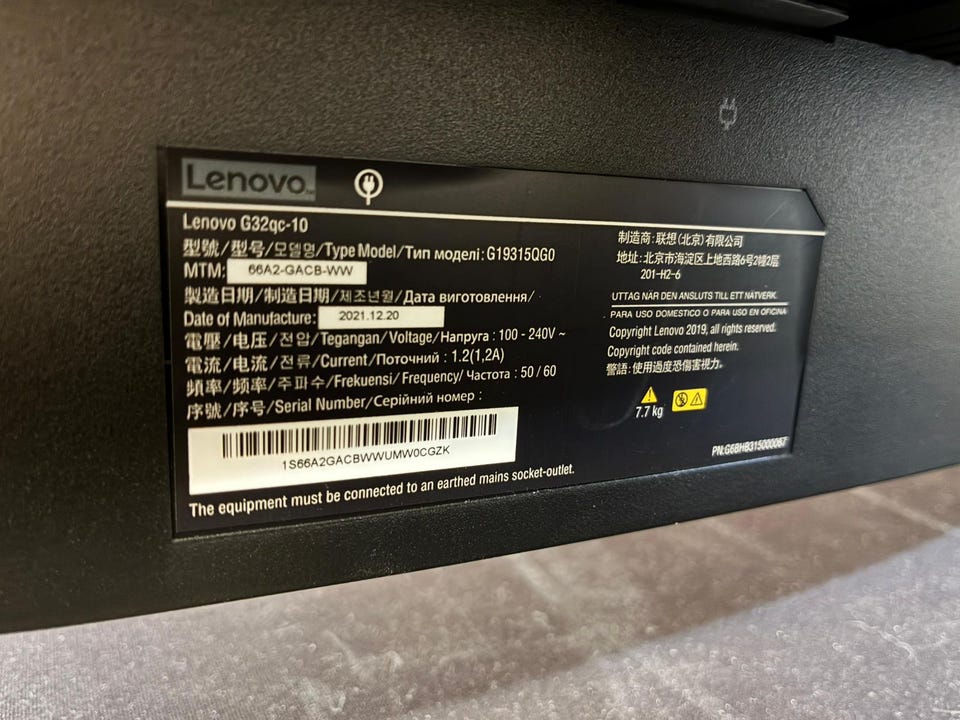 Lenovo
Lenovo G32qc-10
型號/型号/모델명/Type Model/Тип моделі: G19315QG0
MTM: 66A2-GACB-WW
製造日期/制造日期/제조년월/Дата виготовлення/
Date of Manufacture: 2021.12.20
電壓/电压/전압/Tegangan/Voltage/Напруга : 100 - 240V ~
電流/电流/전류/Current/Поточний : 1.2(1,2A)
頻率/频率/주파수/Frekuensi/ Frequency/ Частота : 50 / 60
序號/序号/Serial Number/Серійний номер :
1S66A2GACBWWUMW0CGZK
The equipment must be connected to an earthed mains socket-outlet.
制造商: 联想(北京)有限公司
地址: 北京市海淀区上地西路6号2幢2层
201-H2-6
UTTAG NÄR DEN ANSLUTS TILL ETT NÄTVERK.
PARA USO DOMESTICO O PARA USO EN OFICINA
Copyright Lenovo 2019, all rights reserved.
Copyright code contained herein.
警語: 使用過度恐傷害視力。
7.7 kg
PN:G6BHB315000067